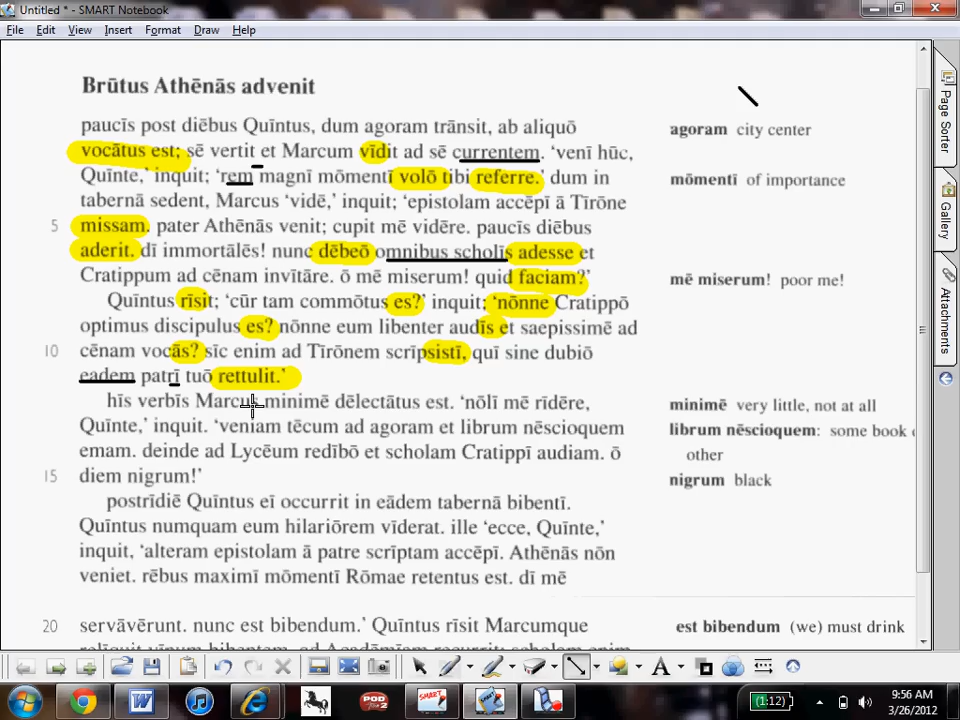 Untitled * - SMART Notebook
File Edit View Insert Format Draw Help
Brūtus Athēnās advenit
paucīs post diēbus Quīntus, dum agoram trānsit, ab aliquō
vocātus est; sē vertit et Marcum vīdit ad sē currentem. 'venī hūc,
Quīnte,' inquit; 'rem magnī mōmentī volō tibi referre.' dum in
tabernā sedent, Marcus 'vidē,' inquit; 'epistolam accēpī ā Tīrōne
5 missam. pater Athēnās venit; cupit mē vidēre. paucīs diēbus
aderit. dī immortālēs! nunc dēbeō omnibus scholīs adesse et
Cratippum ad cēnam invītāre. ō mē miserum! quid faciam?'
Quīntus rīsit; 'cūr tam commōtus es?' inquit; 'nōnne Cratippō
optimus discipulus es? nōnne eum libenter audīs et saepissimē ad
10 cēnam vocās? sīc enim ad Tīrōnem scrīpsistī, quī sine dubiō
eadem patrī tuō rettulit.'
hīs verbīs Marcus minimē dēlectātus est. 'nōlī mē rīdēre,
Quīnte,' inquit. 'veniam tēcum ad agoram et librum nēscioquem
emam. deinde ad Lycēum redībō et scholam Cratippī audiam. ō
15 diem nigrum!'
postrīdiē Quīntus eī occurrit in eādem tabernā bibentī.
Quīntus numquam eum hilariōrem vīderat. ille 'ecce, Quīnte,'
inquit, 'alteram epistolam ā patre scrīptam accēpī. Athēnās nōn
veniet. rēbus maximī mōmentī Rōmae retentus est. dī mē
20 servāvērunt. nunc est bibendum.' Quīntus rīsit Marcumque
agoram city center
mōmentī of importance
mē miserum! poor me!
minimē very little, not at all
librum nēscioquem: some book
other
nigrum black
est bibendum (we) must drink
Page Sorter
Gallery
Attachments
(1:12)
9:56 AM
3/26/2012